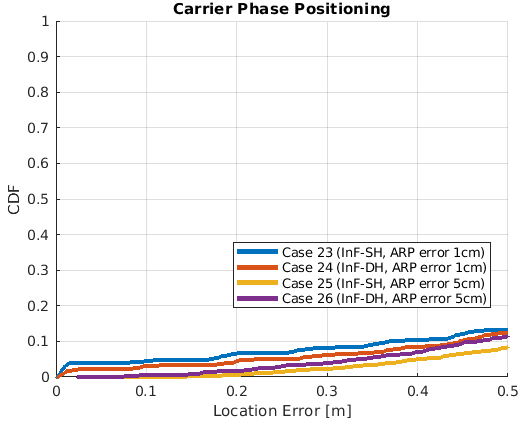 Carrier Phase Positioning
1
0.9
0.8
0.7
0.6
0.5
0.4
0.3
0.2
0.1
0
CDF
Case 23 (InF-SH, ARP error 1cm)
Case 24 (InF-DH, ARP error 1cm)
Case 25 (InF-SH, ARP error 5cm)
Case 26 (InF-DH, ARP error 5cm)
0 0.1 0.2 0.3 0.4 0.5
Location Error [m]